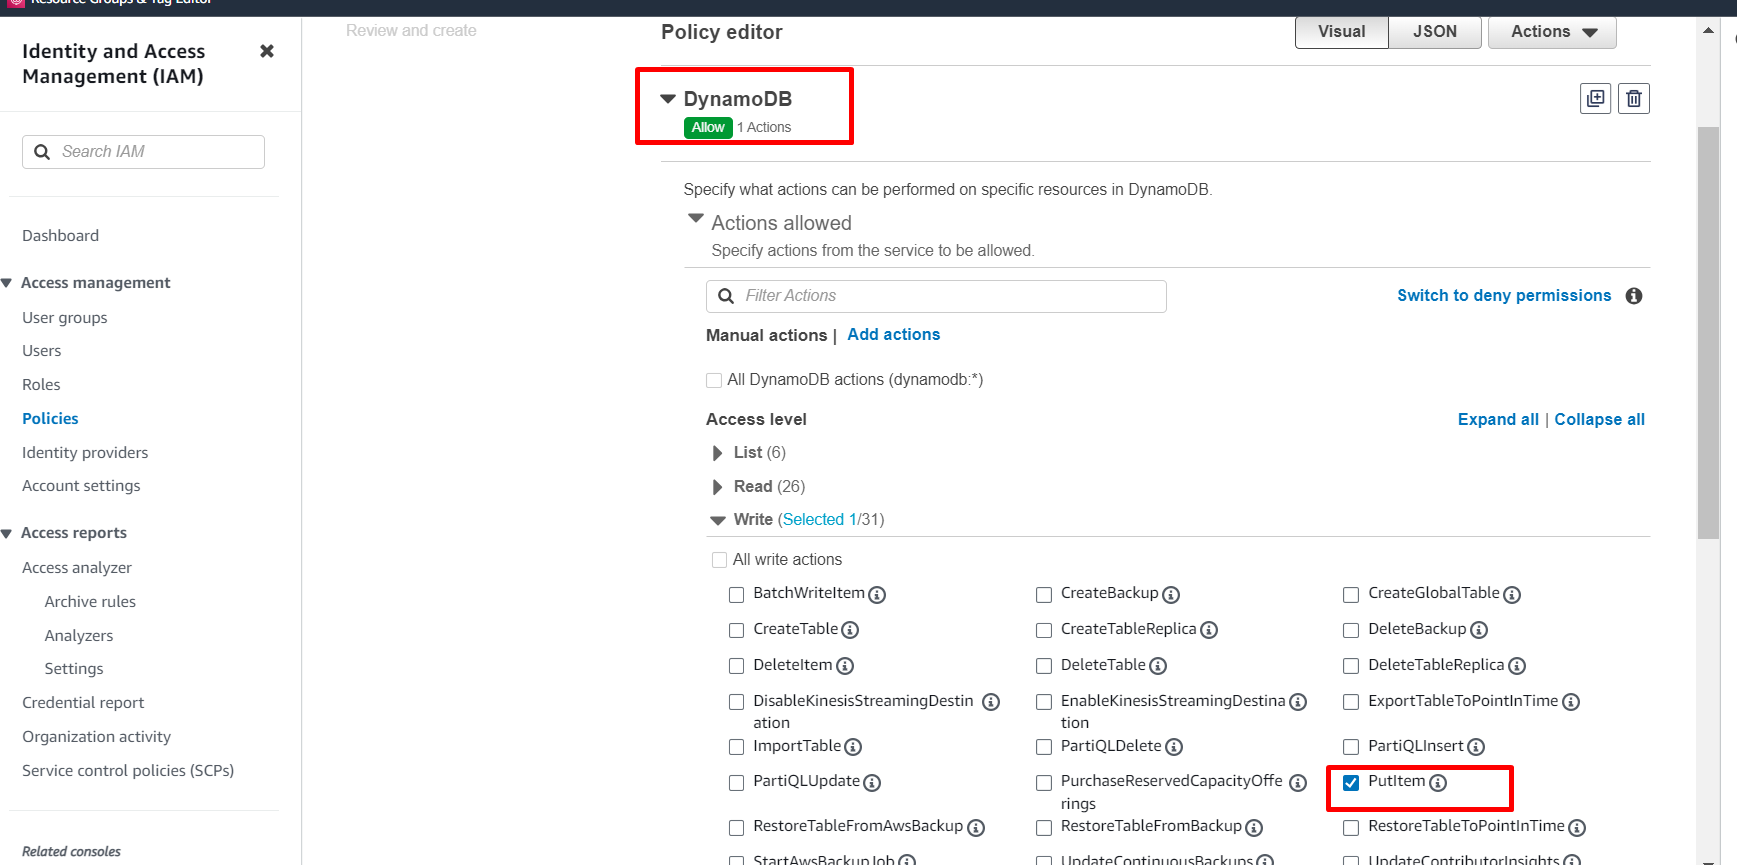 Resource Groups & Tag Editor
Identity and Access
Management (IAM)
Search IAM
Dashboard
Access management
User groups
Users
Roles
Policies
Identity providers
Account settings
Access reports
Access analyzer
Archive rules
Analyzers
Settings
Credential report
Organization activity
Service control policies (SCPs)
Related consoles
Review and create
Policy editor
Visual
JSON
Actions
DynamoDB
Allow 1 Actions
Specify what actions can be performed on specific resources in DynamoDB.
Actions allowed
Specify actions from the service to be allowed.
Filter Actions
Switch to deny permissions
Manual actions | Add actions
All DynamoDB actions (dynamodb:*)
Access level
Expand all | Collapse all
List (6)
Read (26)
Write (Selected 1/31)
All write actions
BatchWriteItem
CreateBackup
CreateGlobalTable
CreateTable
CreateTableReplica
DeleteBackup
DeleteItem
DeleteTable
DeleteTableReplica
DisableKinesisStreamingDestin
ation
EnableKinesisStreamingDestina
tion
ExportTableToPointInTime
ImportTable
PartiQLDelete
PartiQLInsert
PartiQLUpdate
PurchaseReservedCapacityOffe
rings
PutItem
RestoreTableFromAwsBackup
RestoreTableFromBackup
RestoreTableToPointInTime
StartAwsBackupJob
UpdateContinuousBackups
UpdateContributorInsights